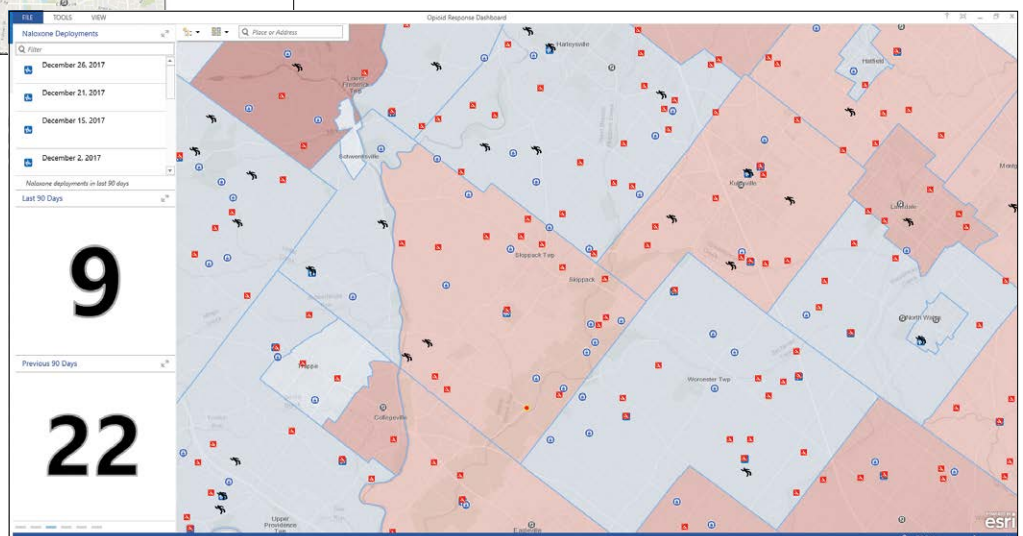 FILE TOOLS VIEW
Opioid Response Dashboard
Naloxone Deployments
Filter
December 26, 2017
December 21, 2017
December 15, 2017
December 2, 2017
Naloxone deployments in last 90 days
Last 90 Days
9
Previous 90 Days
22
Place or Address
Harleysville
Hatfield
Lower
Frederick
Twp
Schwenksville
Kulpsville
Lansdale
Skippack Twp
Skippack
North Wales
Trappe
Worcester Twp
Collegeville
Upper
Providence
Twp
Eagleville
esri